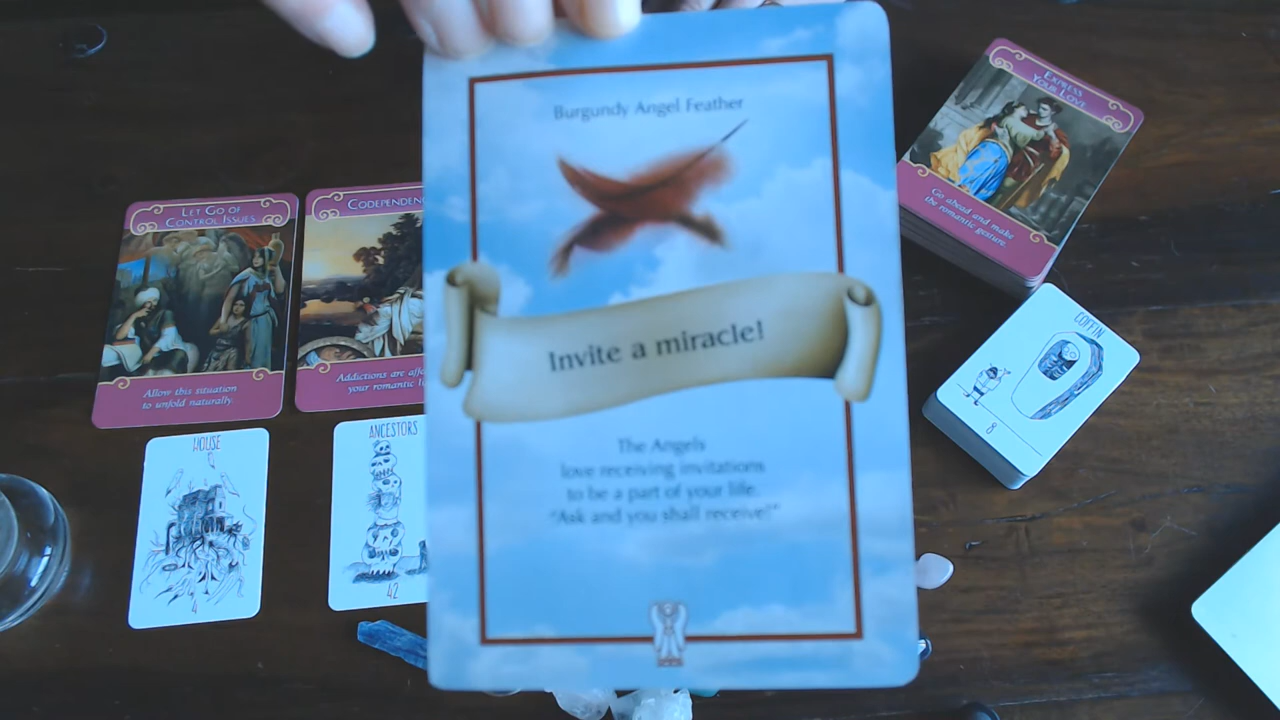 Burgundy Angel Feather
Invite a miracle!
The Angels
love receiving invitations
to be a part of your life.
"Ask and you shall receive!"
LET GO OF
CONTROL ISSUES
Allow this situation
to unfold naturally.
CODEPENDEN
Addictions are affe
your romantic l
HOUSE
4
ANCESTORS
42
EXPRESS
YOUR LOVE
Go ahead and make
the romantic gesture.
COFFIN
8